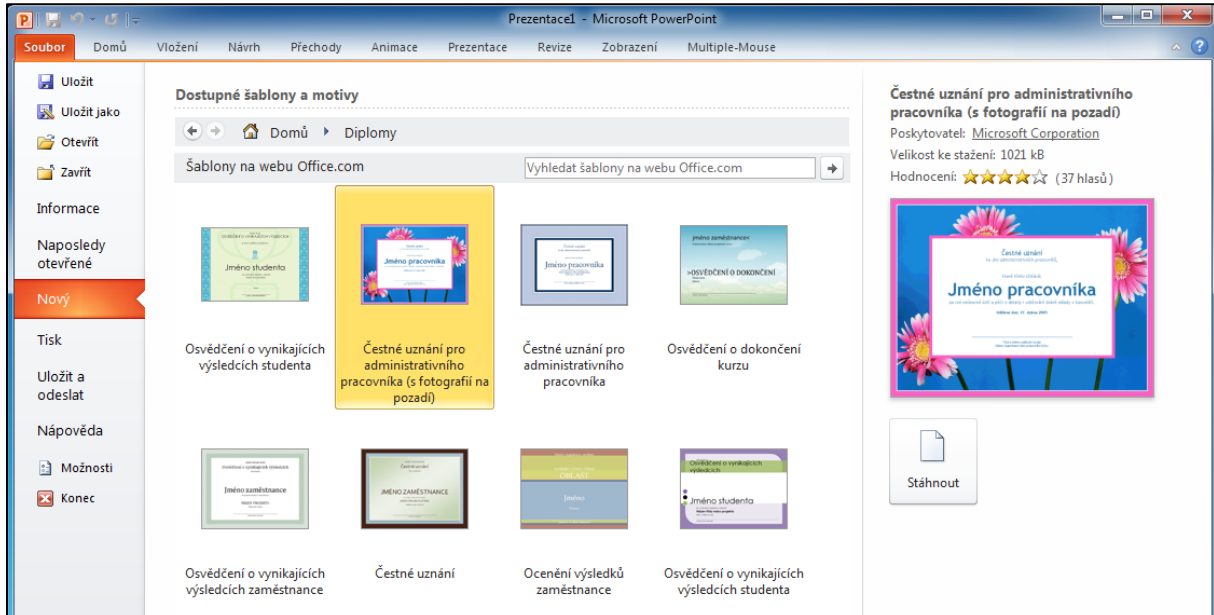 Prezentace1 - Microsoft PowerPoint
Soubor Domů Vložení Návrh Přechody Animace Prezentace Revize Zobrazení Multiple-Mouse
Uložit
Uložit jako
Otevřít
Zavřít
Informace
Naposledy
otevřené
Nový
Tisk
Uložit a
odeslat
Nápověda
Možnosti
Konec
Dostupné šablony a motivy
Domů Diplomy
Šablony na webu Office.com
Vyhledat šablony na webu Office.com
Jméno studenta
Osvědčení o vynikajících
výsledcích studenta
Jméno pracovníka
Čestné uznání pro
administrativního
pracovníka (s fotografií na
pozadí)
Jméno pracovníka
Čestné uznání pro
administrativního
pracovníka
jméno zaměstnance<
>OSVĚDČENÍ O DOKONČENÍ
Osvědčení o dokončení
kurzu
Jméno zaměstnance
Osvědčení o vynikajících
výsledcích zaměstnance
Čestné uznání
JMÉNO ZAMĚSTNANCE
Čestné uznání
OBLAST
Jméno
Ocenění výsledků
zaměstnance
Osvědčení o vynikajících
výsledcích
Jméno studenta
Osvědčení o vynikajících
výsledcích studenta
Čestné uznání pro administrativního
pracovníka (s fotografií na pozadí)
Poskytovatel: Microsoft Corporation
Velikost ke stažení: 1021 kB
Hodnocení: (37 hlasů)
Čestné uznání
Jméno pracovníka
Stáhnout